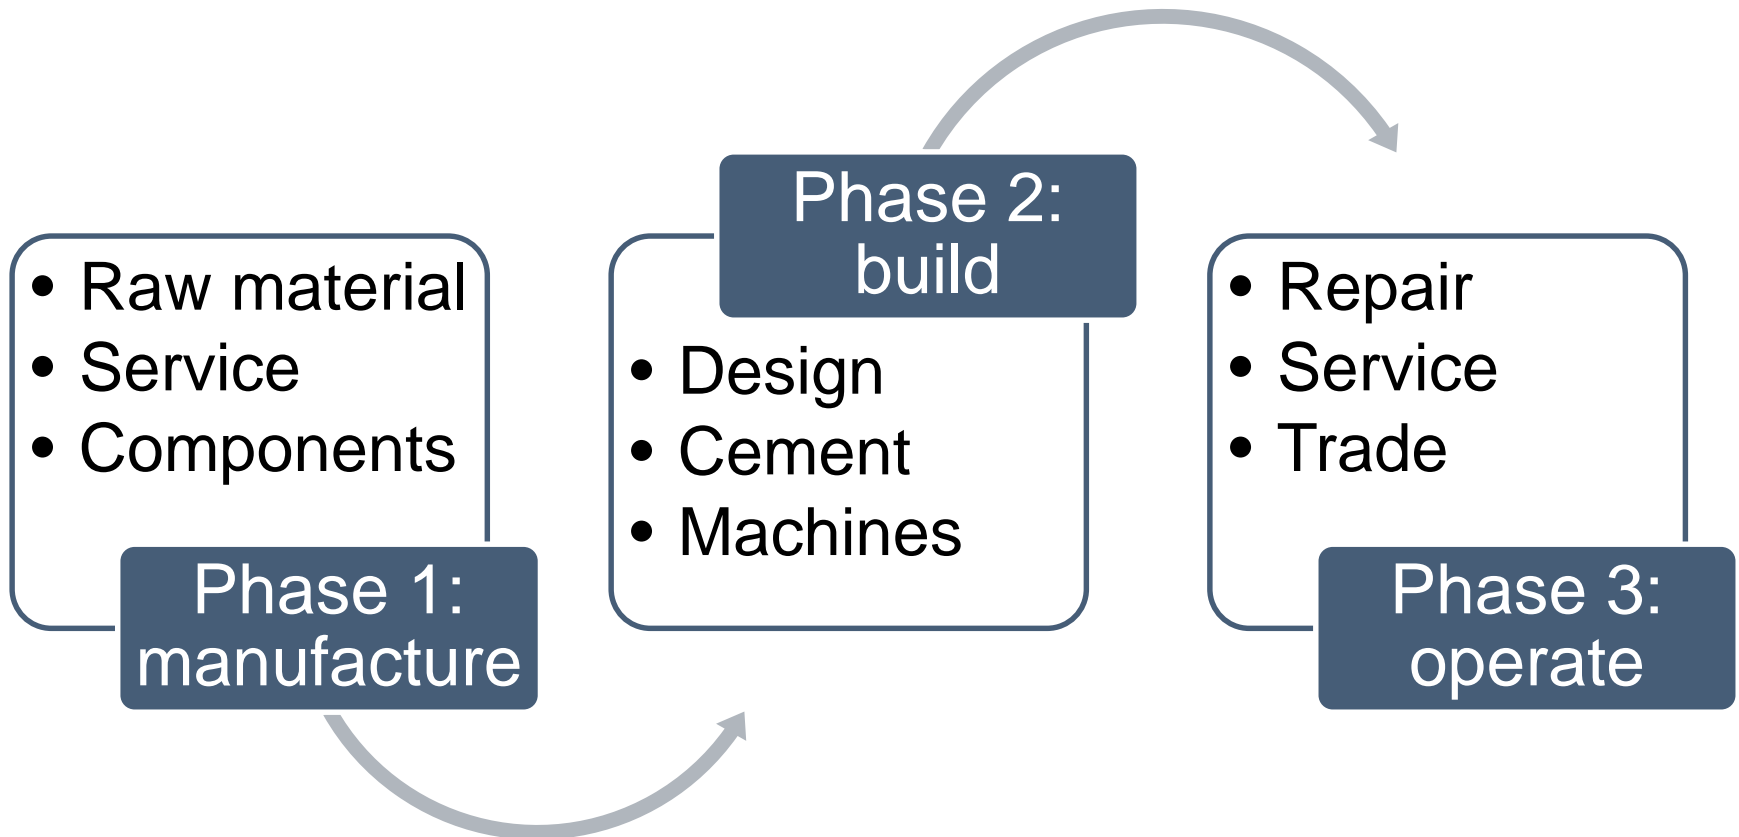 • Raw material
• Service
• Components
Phase 1:
manufacture
Phase 2:
build
• Design
• Cement
• Machines
• Repair
• Service
• Trade
Phase 3:
operate